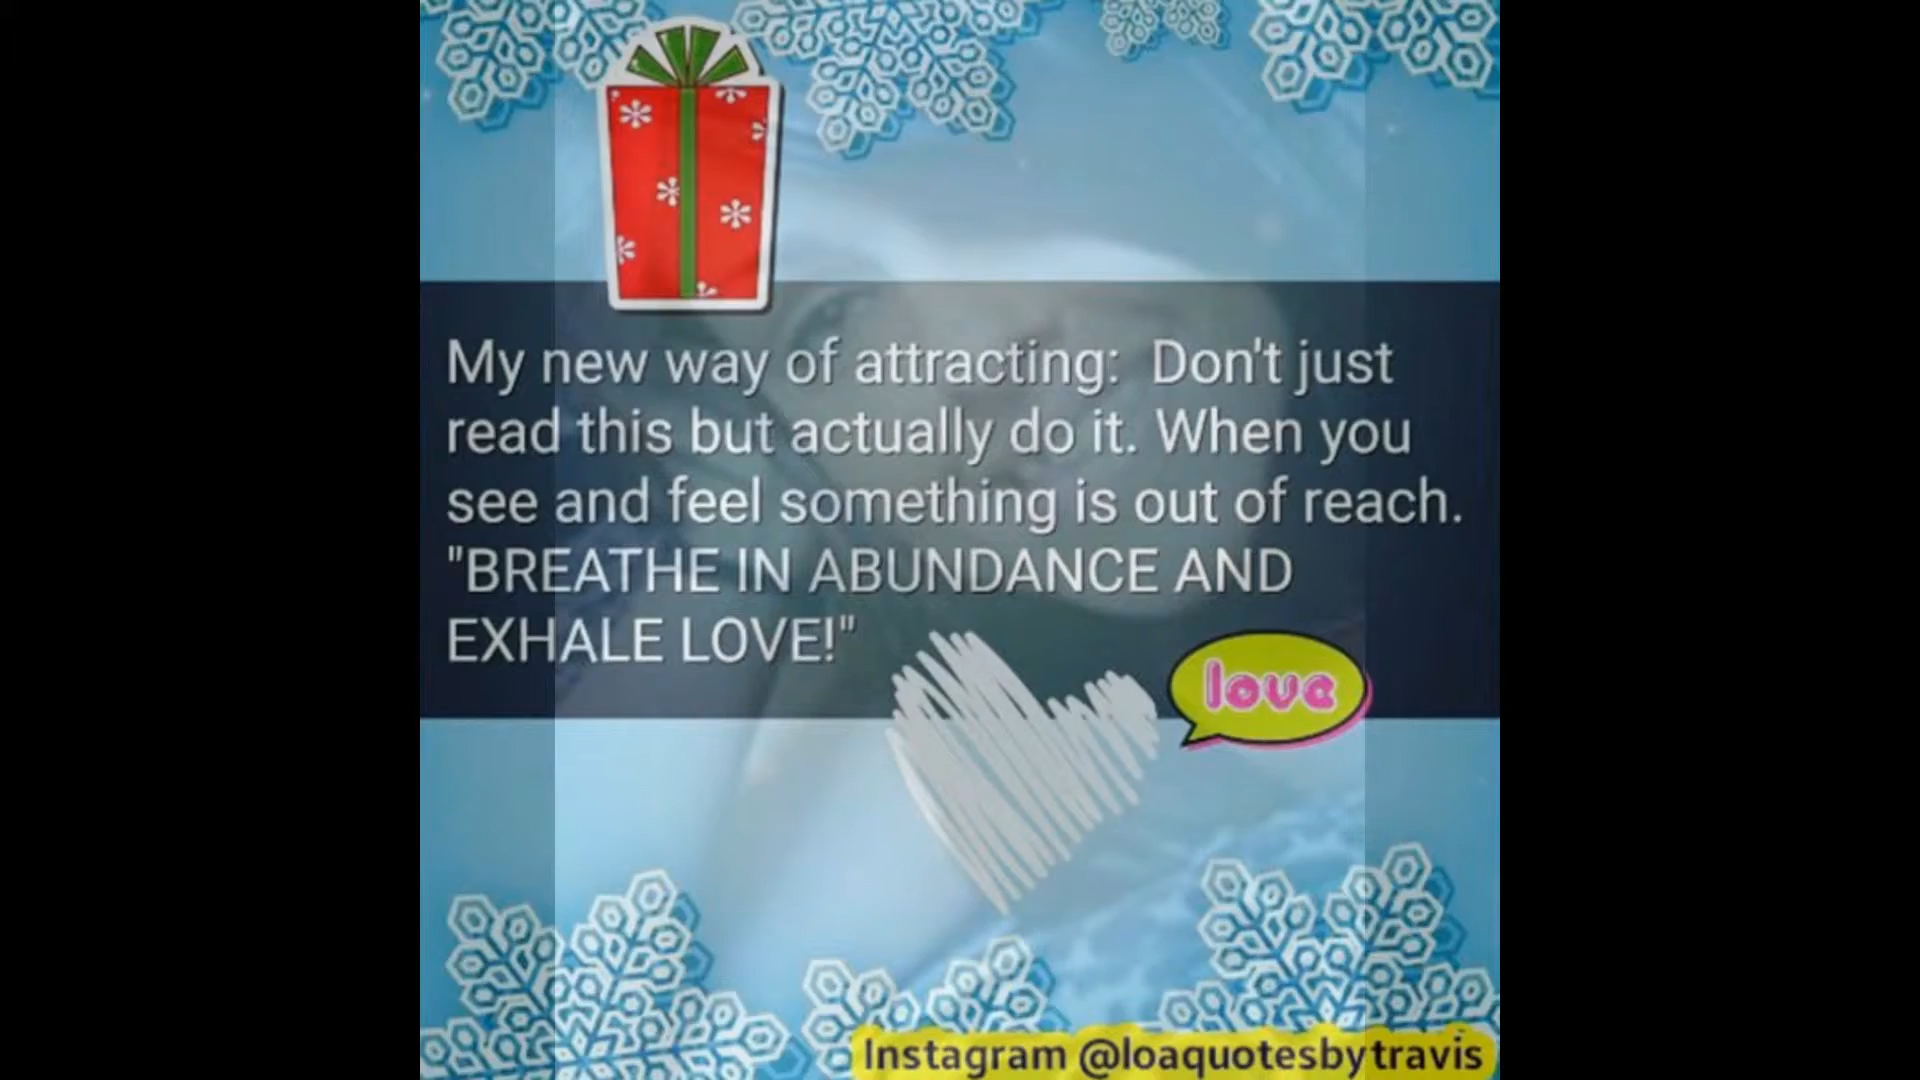 My new way of attracting: Don't just
read this but actually do it. When you
see and feel something is out of reach.
"BREATHE IN ABUNDANCE AND
EXHALE LOVE!"
love
Instagram @loaquotesbytravis